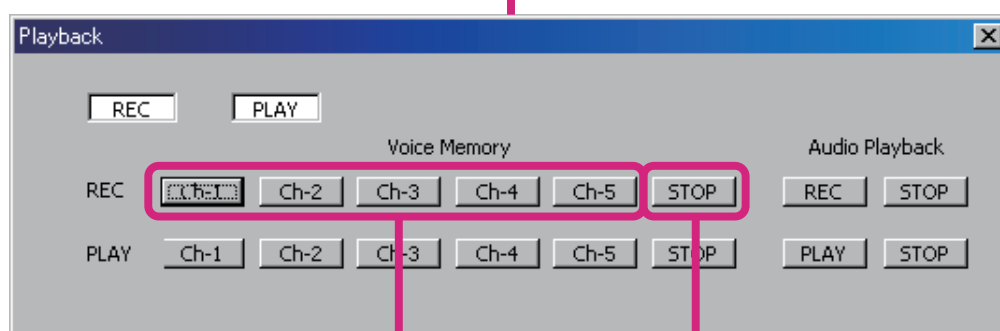 Playback
REC PLAY
Voice Memory Audio Playback
REC Ch-1 Ch-2 Ch-3 Ch-4 Ch-5 STOP REC STOP
PLAY Ch-1 Ch-2 Ch-3 Ch-4 Ch-5 STOP PLAY STOP